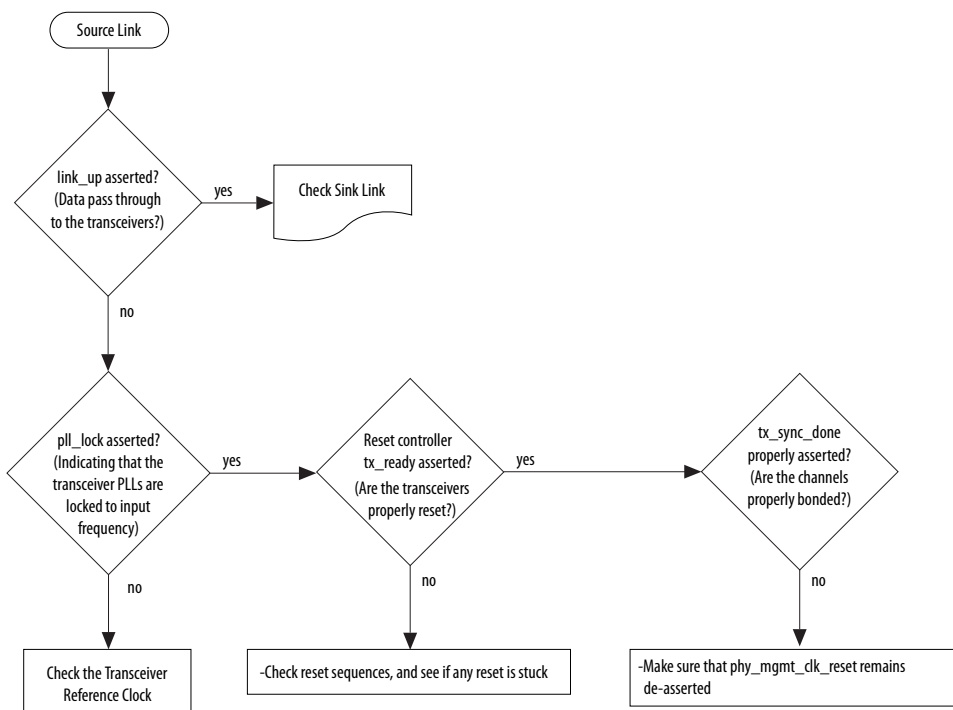 Source Link
link_up asserted?
(Data pass through
to the transceivers?)
yes
Check Sink Link
no
pll_lock asserted?
(Indicating that the
transceiver PLLs are
locked to input
frequency)
yes
Reset controller
tx_ready asserted?
(Are the transceivers
properly reset?)
yes
tx_sync_done
properly asserted?
(Are the channels
properly bonded?)
no
no
no
Check the Transceiver
Reference Clock
-Check reset sequences, and see if any reset is stuck
-Make sure that phy_mgmt_clk_reset remains
de-asserted